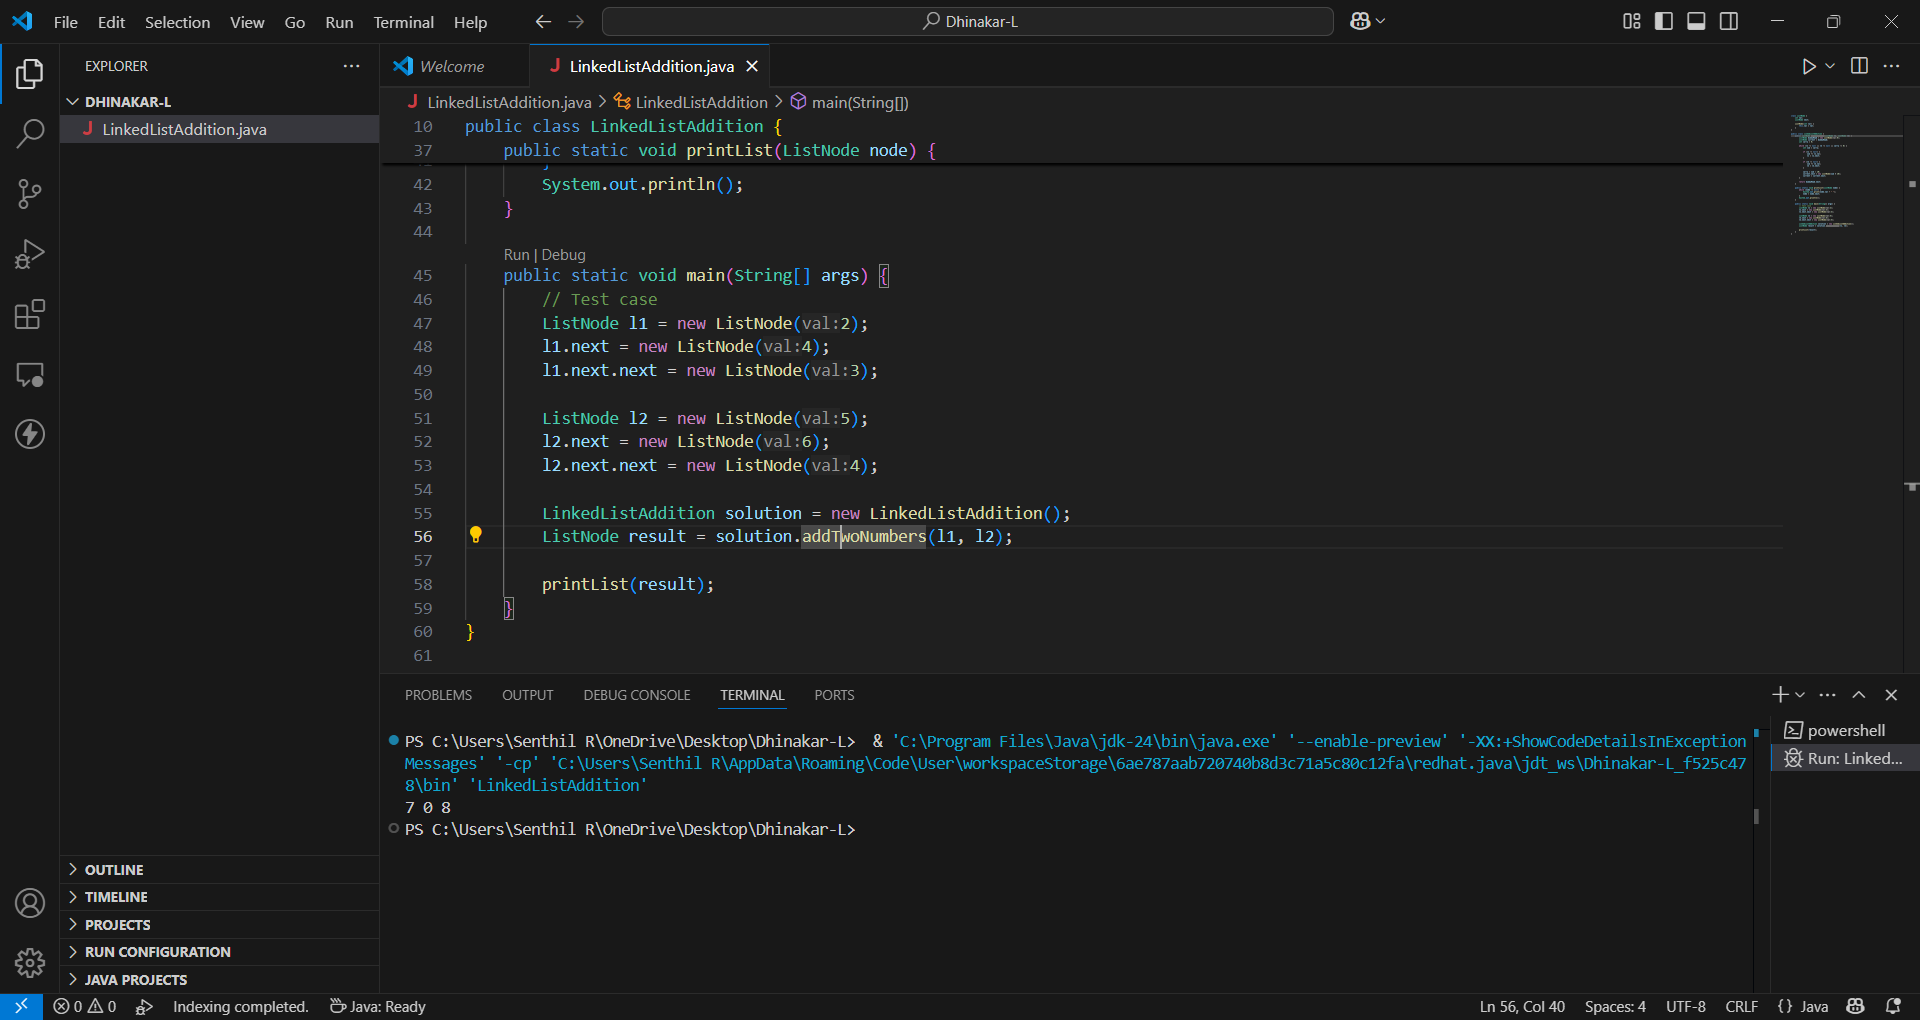 File Edit Selection View Go Run Terminal Help
Dhinakar-L
EXPLORER
DHINAKAR-L
LinkedListAddition.java
Welcome
LinkedListAddition.java
LinkedListAddition.java > LinkedListAddition > main(String[])
10 public class LinkedListAddition {
37 public static void printList(ListNode node) {
42 System.out.println();
43 }
44
Run | Debug
45 public static void main(String[] args) {
46 // Test case
47 ListNode l1 = new ListNode(val:2);
48 l1.next = new ListNode(val:4);
49 l1.next.next = new ListNode(val:3);
50
51 ListNode l2 = new ListNode(val:5);
52 l2.next = new ListNode(val:6);
53 l2.next.next = new ListNode(val:4);
54
55 LinkedListAddition solution = new LinkedListAddition();
56 ListNode result = solution.addTwoNumbers(l1, l2);
57
58 printList(result);
59 }
60 }
61
PROBLEMS OUTPUT DEBUG CONSOLE TERMINAL PORTS
PS C:\Users\Senthil R\OneDrive\Desktop\Dhinakar-L> & 'C:\Program Files\Java\jdk-24\bin\java.exe' '--enable-preview' '-XX:+ShowCodeDetailsInException
Messages' '-cp' 'C:\Users\Senthil R\AppData\Roaming\Code\User\workspaceStorage\6ae787aab720740b8d3c71a5c80c12fa\redhat.java\jdt_ws\Dhinakar-L_f525c47
8\bin' 'LinkedListAddition'
7 0 8
PS C:\Users\Senthil R\OneDrive\Desktop\Dhinakar-L>
powershell
Run: Linked...
OUTLINE
TIMELINE
PROJECTS
RUN CONFIGURATION
JAVA PROJECTS
0 0 Indexing completed. Java: Ready Ln 56, Col 40 Spaces: 4 UTF-8 CRLF {} Java